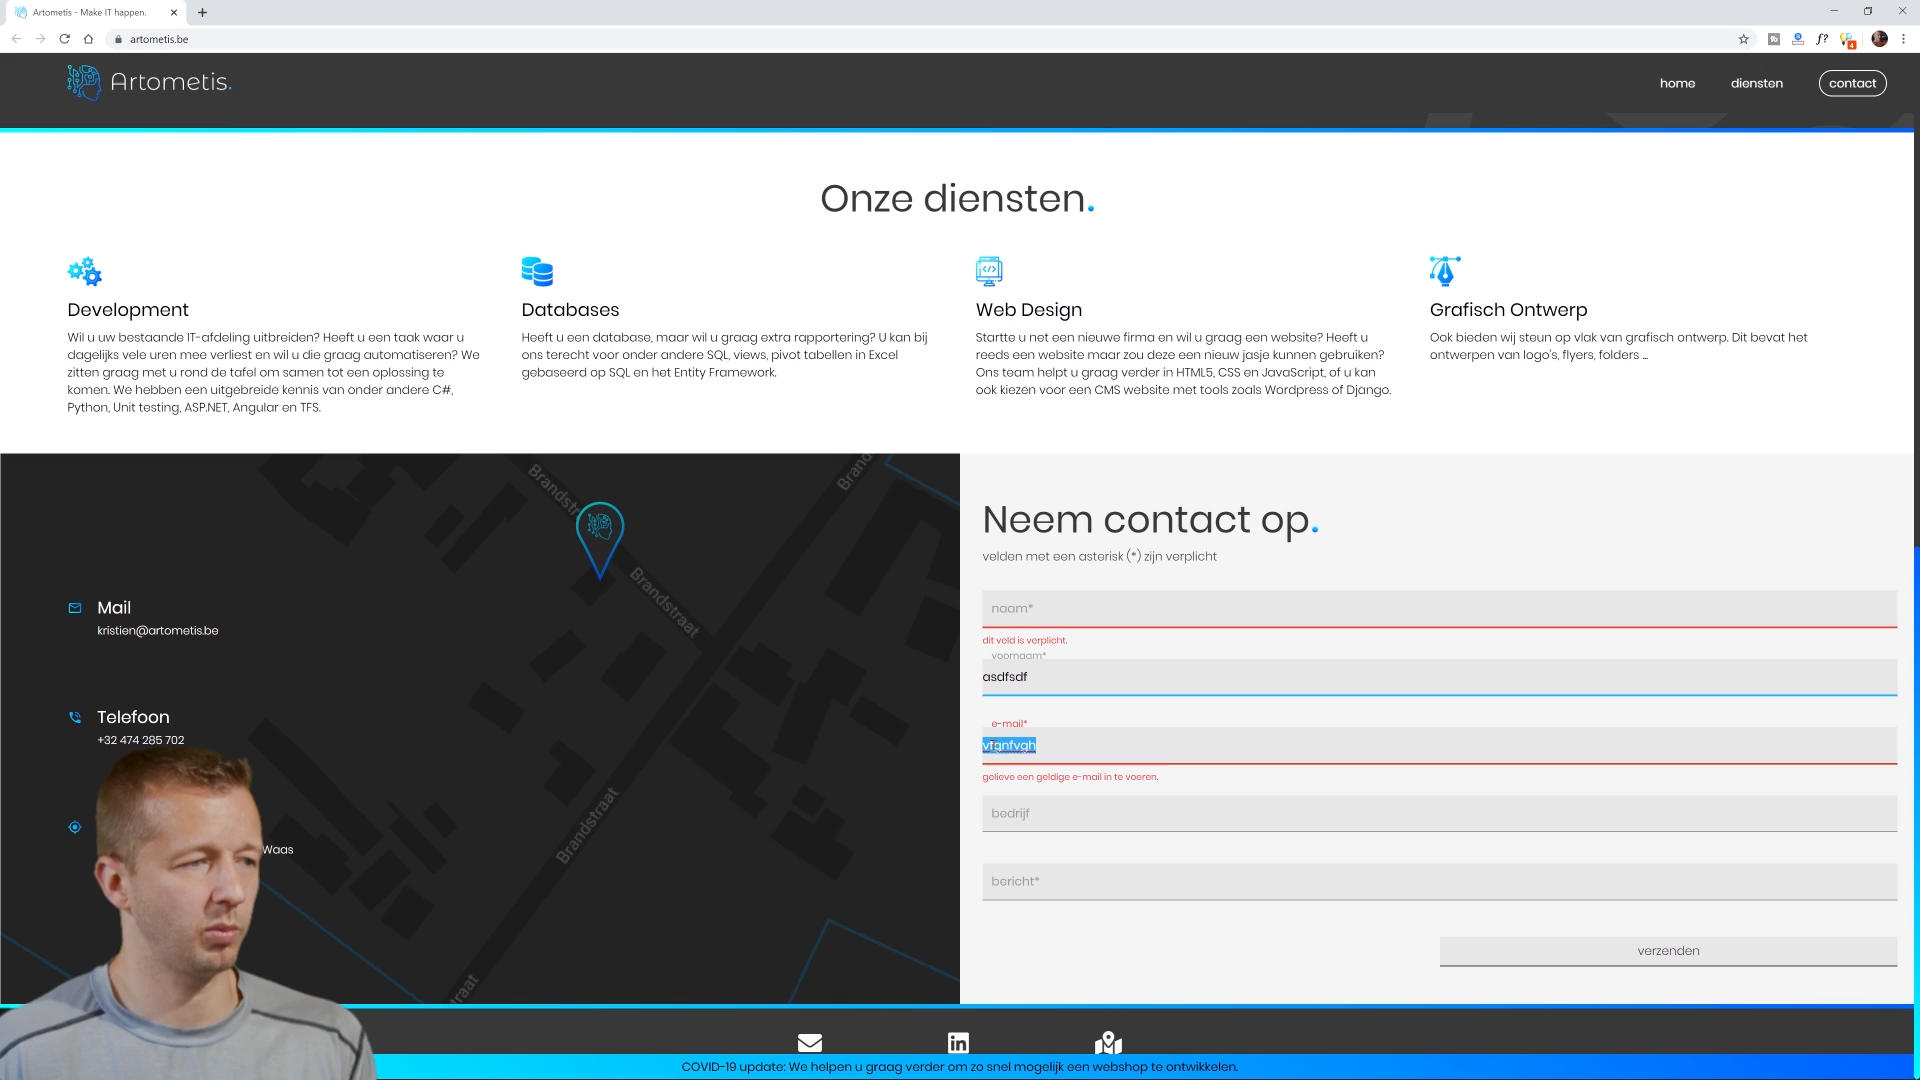 Artometis - Make IT happen.
artometis.be
f?
4
Artometis.
home
diensten
contact
Onze diensten.
Development
Wil u uw bestaande IT-afdeling uitbreiden? Heeft u een taak waar u
dagelijks vele uren mee verliest en wil u die graag automatiseren? We
zitten graag met u rond de tafel om samen tot een oplossing te
komen. We hebben een uitgebreide kennis van onder andere C#,
Python, Unit testing, ASP.NET, Angular en TFS.
Databases
Heeft u een database, maar wil u graag extra rapportering? U kan bij
ons terecht voor onder andere SQL, views, pivot tabellen in Excel
gebaseerd op SQL en het Entity Framework.
Web Design
Startte u net een nieuwe firma en wil u graag een website? Heeft u
reeds een website maar zou deze een nieuw jasje kunnen gebruiken?
Ons team helpt u graag verder in HTML5, CSS en JavaScript, of u kan
ook kiezen voor een CMS website met tools zoals Wordpress of Django.
Grafisch Ontwerp
Ook bieden wij steun op vlak van grafisch ontwerp. Dit bevat het
ontwerpen van logo's, flyers, folders ...
Brandstr
Brand
Brandstraat
Brandstraat
raat
Mail
kristien@artometis.be
Telefoon
+32 474 285 702
Waas
Neem contact op.
velden met een asterisk (*) zijn verplicht
naam*
dit veld is verplicht.
voornaam*
asdfsdf
e-mail*
vfgnfvgh
gelieve een geldige e-mail in te voeren.
bedrijf
bericht*
verzenden
COVID-19 update: We helpen u graag verder om zo snel mogelijk een webshop te ontwikkelen.